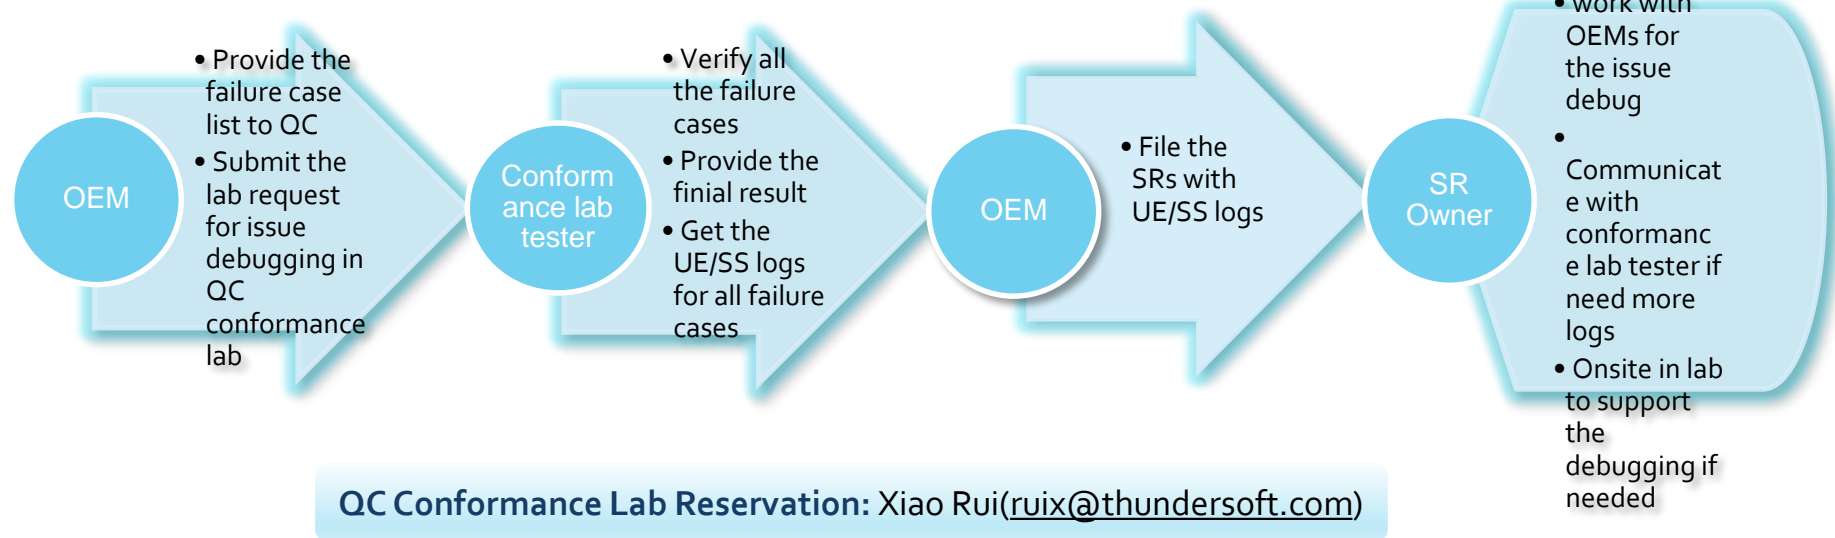 OEM
• Provide the
failure case
list to QC
• Submit the
lab request
for issue
debugging in
QC
conformance
lab
Conform
ance lab
tester
• Verify all
the failure
cases
• Provide the
finial result
• Get the
UE/SS logs
for all failure
cases
OEM
• File the
SRs with
UE/SS logs
SR
Owner
• work with
OEMs for
the issue
debug
•
Communicat
e with
conformanc
e lab tester if
need more
logs
• Onsite in lab
to support
the
debugging if
needed
QC Conformance Lab Reservation: Xiao Rui(ruix@thundersoft.com)